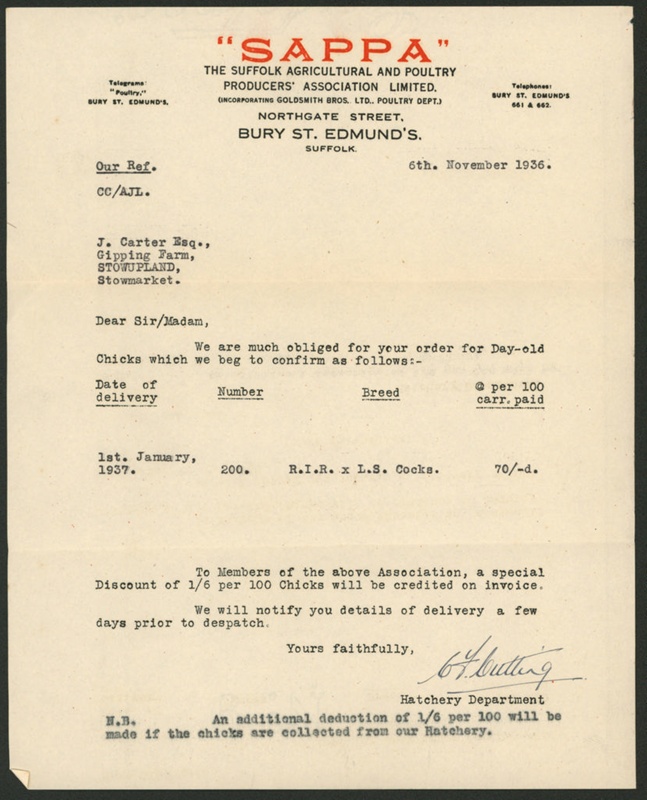 "SAPPA"
THE SUFFOLK AGRICULTURAL AND POULTRY
PRODUCERS' ASSOCIATION LIMITED.
(INCORPORATING GOLDSMITH BROS. LTD., POULTRY DEPT.)
NORTHGATE STREET,
BURY ST. EDMUND'S.
SUFFOLK.
Telegrams:
"Poultry,"
BURY ST. EDMUND'S.
Telephones:
BURY ST. EDMUND'S
661 & 662.
Our Ref.
6th. November 1936.
CC/AJL.
J. Carter Esq.,
Gipping Farm,
STOWUPLAND,
Stowmarket.
Dear Sir/Madam,
We are much obliged for your order for Day-old
Chicks which we beg to confirm as follows:-
Date of delivery Number Breed @ per 100 carr. paid
1st. January,
1937. 200. R.I.R. x L.S. Cocks. 70/-d.
To Members of the above Association, a special
Discount of 1/6 per 100 Chicks will be credited on invoice.
We will notify you details of delivery a few
days prior to despatch.
Yours faithfully,
C F Cutting
Hatchery Department
N.B. An additional deduction of 1/6 per 100 will be
made if the chicks are collected from our Hatchery.